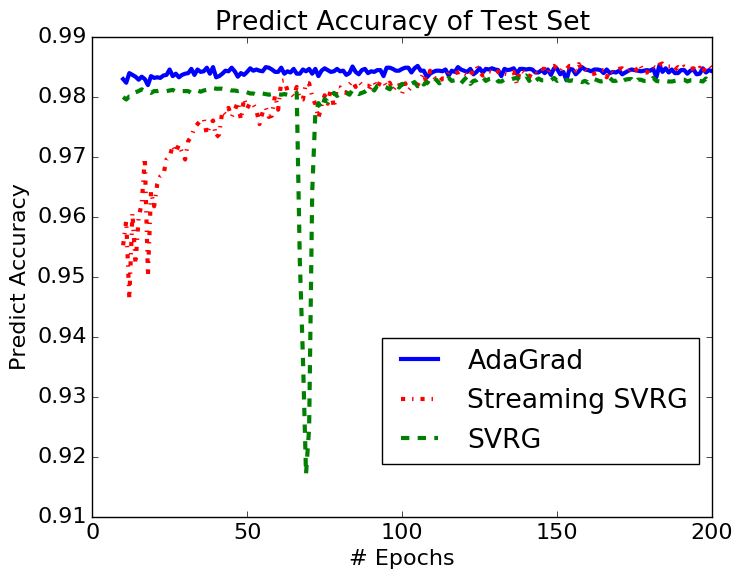 Predict Accuracy of Test Set
0.99
0.98
0.97
0.96
0.95
0.94
0.93
0.92
0.91
Predict Accuracy
AdaGrad
Streaming SVRG
SVRG
0 50 100 150 200
# Epochs